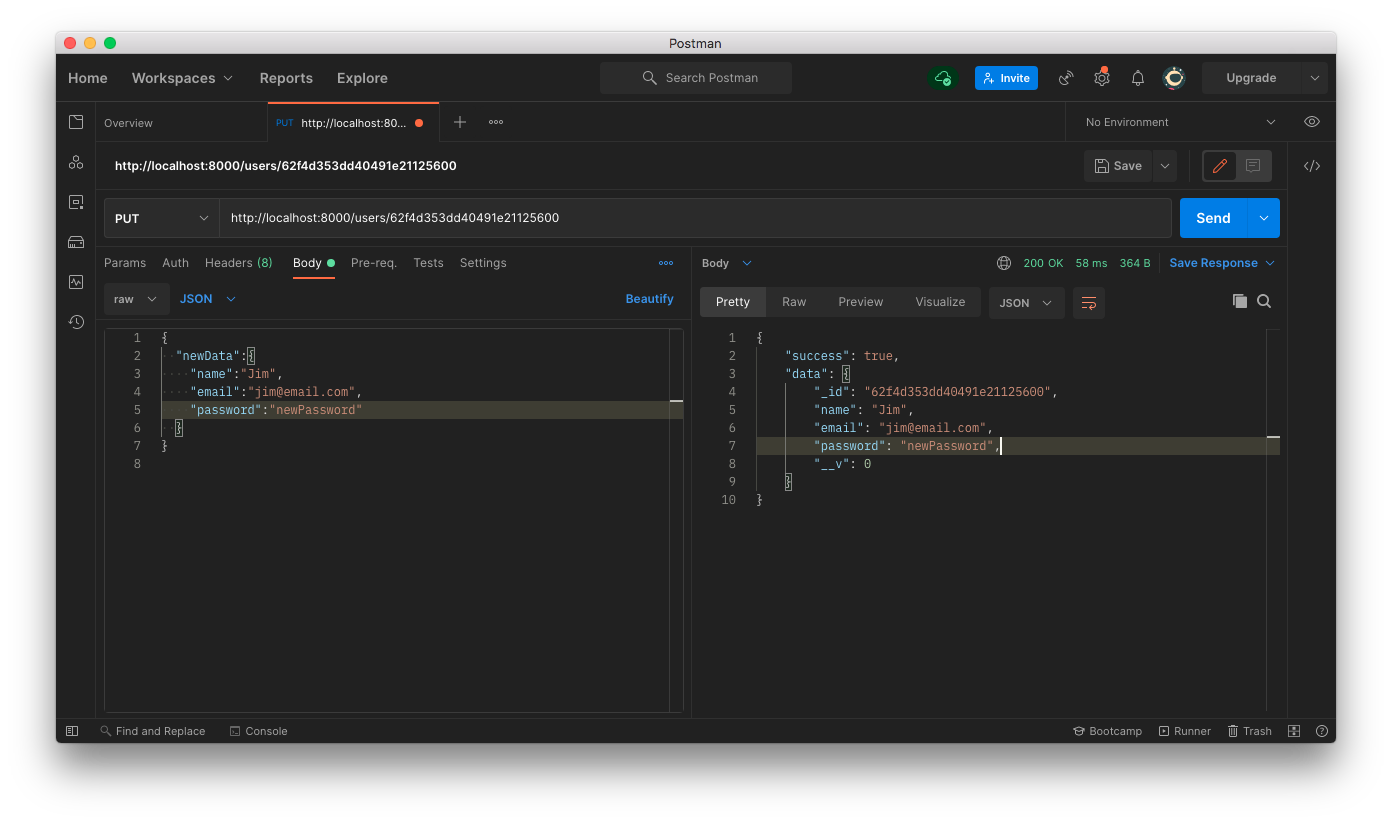 Postman
Home Workspaces Reports Explore Search Postman Invite Upgrade
Overview PUT http://localhost:80... No Environment
http://localhost:8000/users/62f4d353dd40491e21125600 Save
PUT http://localhost:8000/users/62f4d353dd40491e21125600 Send
Params Auth Headers (8) Body Pre-req. Tests Settings
raw JSON Beautify
1 {
2 "newData":{
3 "name":"Jim",
4 "email":"jim@email.com",
5 "password":"newPassword"
6 }
7 }
8
Body 200 OK 58 ms 364 B Save Response
Pretty Raw Preview Visualize JSON
1 {
2 "success": true,
3 "data": {
4 "_id": "62f4d353dd40491e21125600",
5 "name": "Jim",
6 "email": "jim@email.com",
7 "password": "newPassword",
8 "__v": 0
9 }
10 }
Find and Replace Console Bootcamp Runner Trash